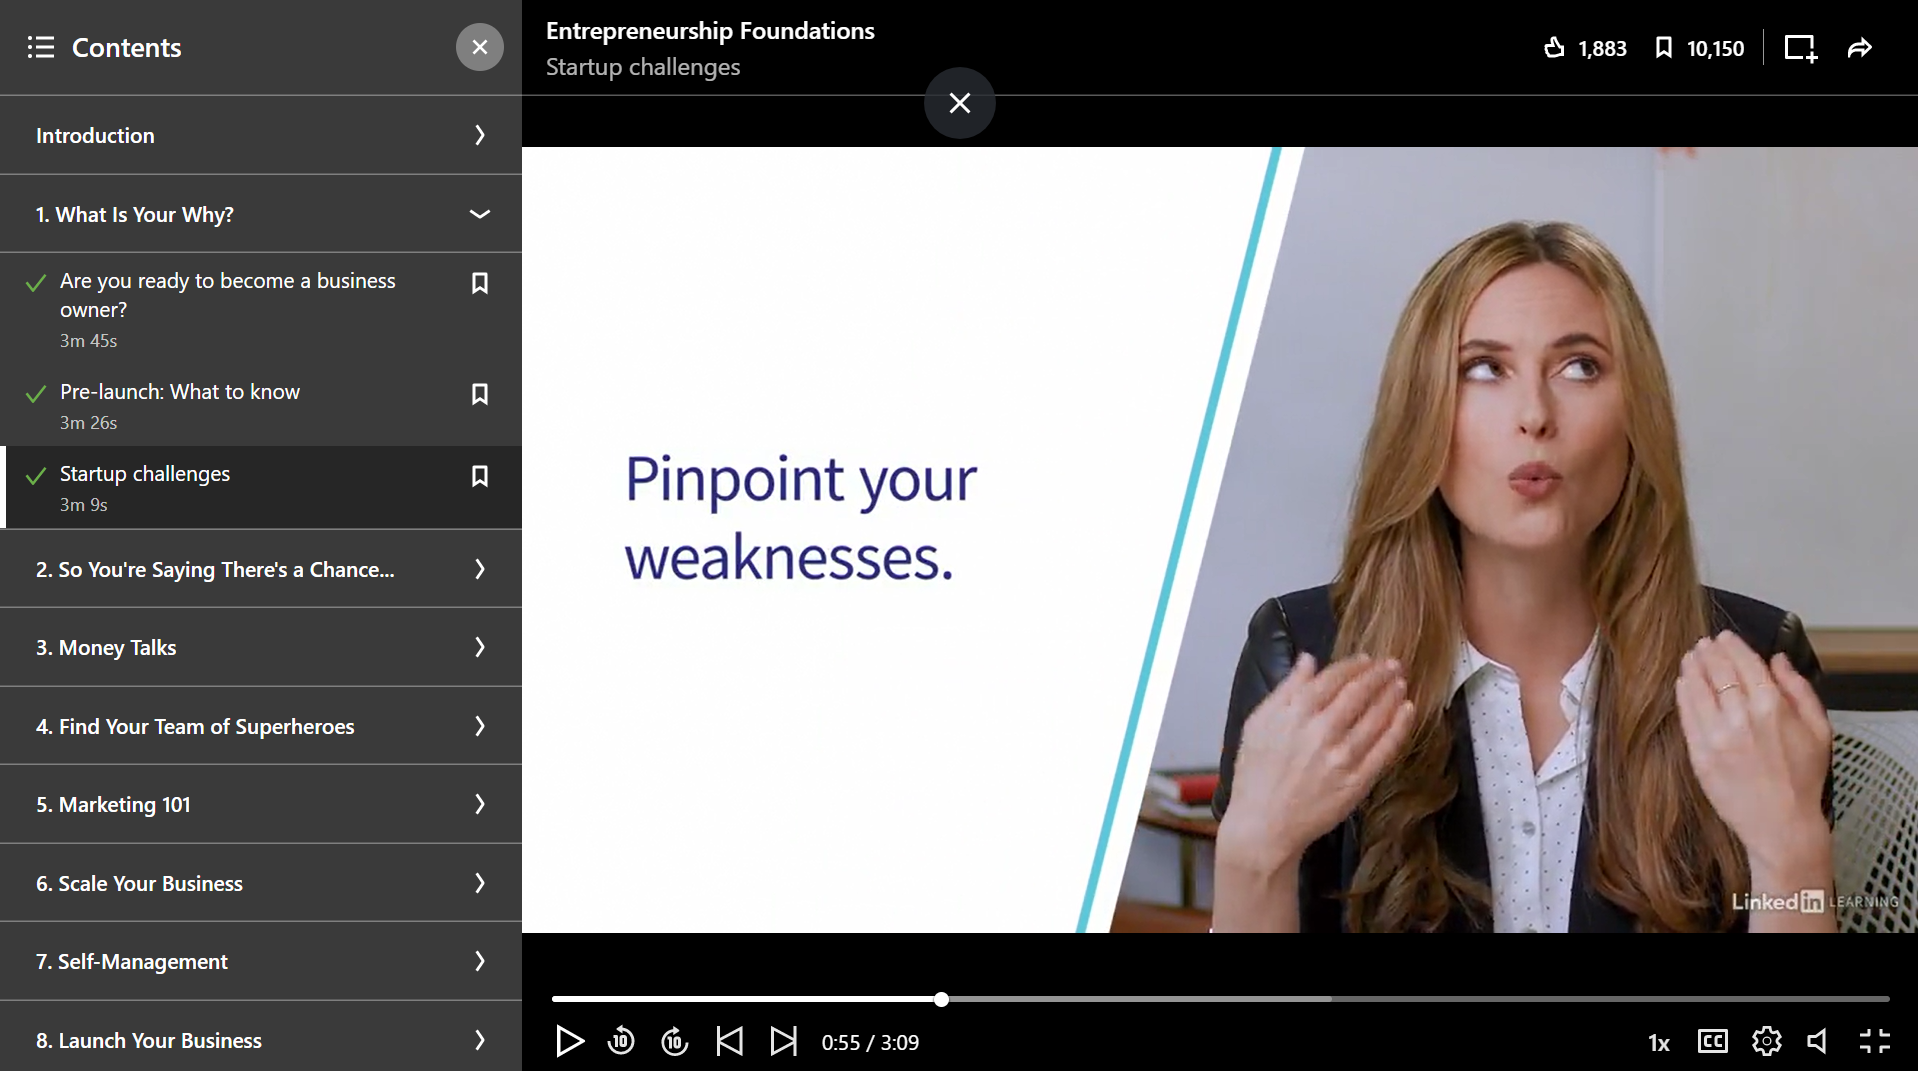 Contents
Introduction
1. What Is Your Why?
Are you ready to become a business
owner?
3m 45s
Pre-launch: What to know
3m 26s
Startup challenges
3m 9s
2. So You're Saying There's a Chance...
3. Money Talks
4. Find Your Team of Superheroes
5. Marketing 101
6. Scale Your Business
7. Self-Management
8. Launch Your Business
Entrepreneurship Foundations
Startup challenges
1,883
10,150
Pinpoint your
weaknesses.
Linked in LEARNING
10
10
0:55 / 3:09
1x
CC